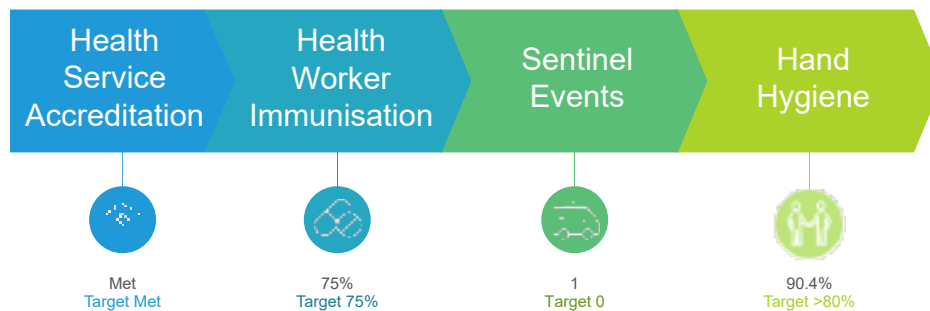 Health
Service
Accreditation
Health
Worker
Immunisation
Sentinel
Events
Hand
Hygiene
Met
Target Met
75%
Target 75%
1
Target 0
90.4%
Target >80%